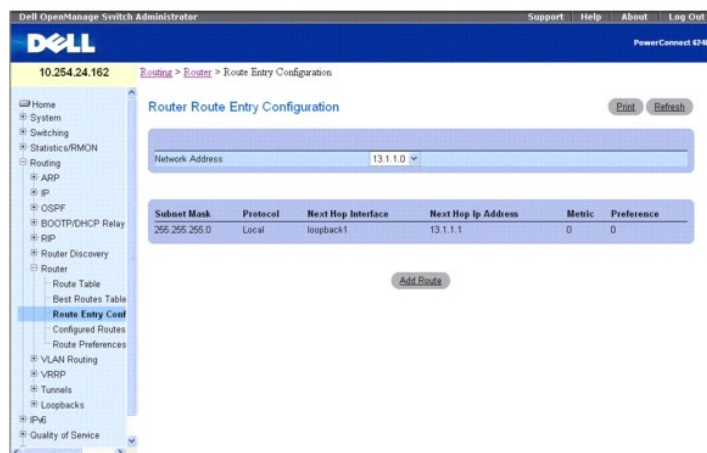 Dell OpenManage Switch Administrator
Support Help About Log Out
DELL
PowerConnect
10.254.24.162
Routing > Router > Route Entry Configuration
Home
System
Switching
Statistics/RMON
Routing
ARP
IP
OSPF
BOOTP/DHCP Relay
RIP
Router Discovery
Router
Route Table
Best Routes Table
Route Entry Conf
Configured Routes
Route Preferences
VLAN Routing
VRRP
Tunnels
Loopbacks
IPv6
Quality of Service
Router Route Entry Configuration
Print Refresh
Network Address 13.1.1.0
Subnet Mask Protocol Next Hop Interface Next Hop Ip Address Metric Preference
255.255.255.0 Local loopback1 13.1.1.1 0 0
Add Route